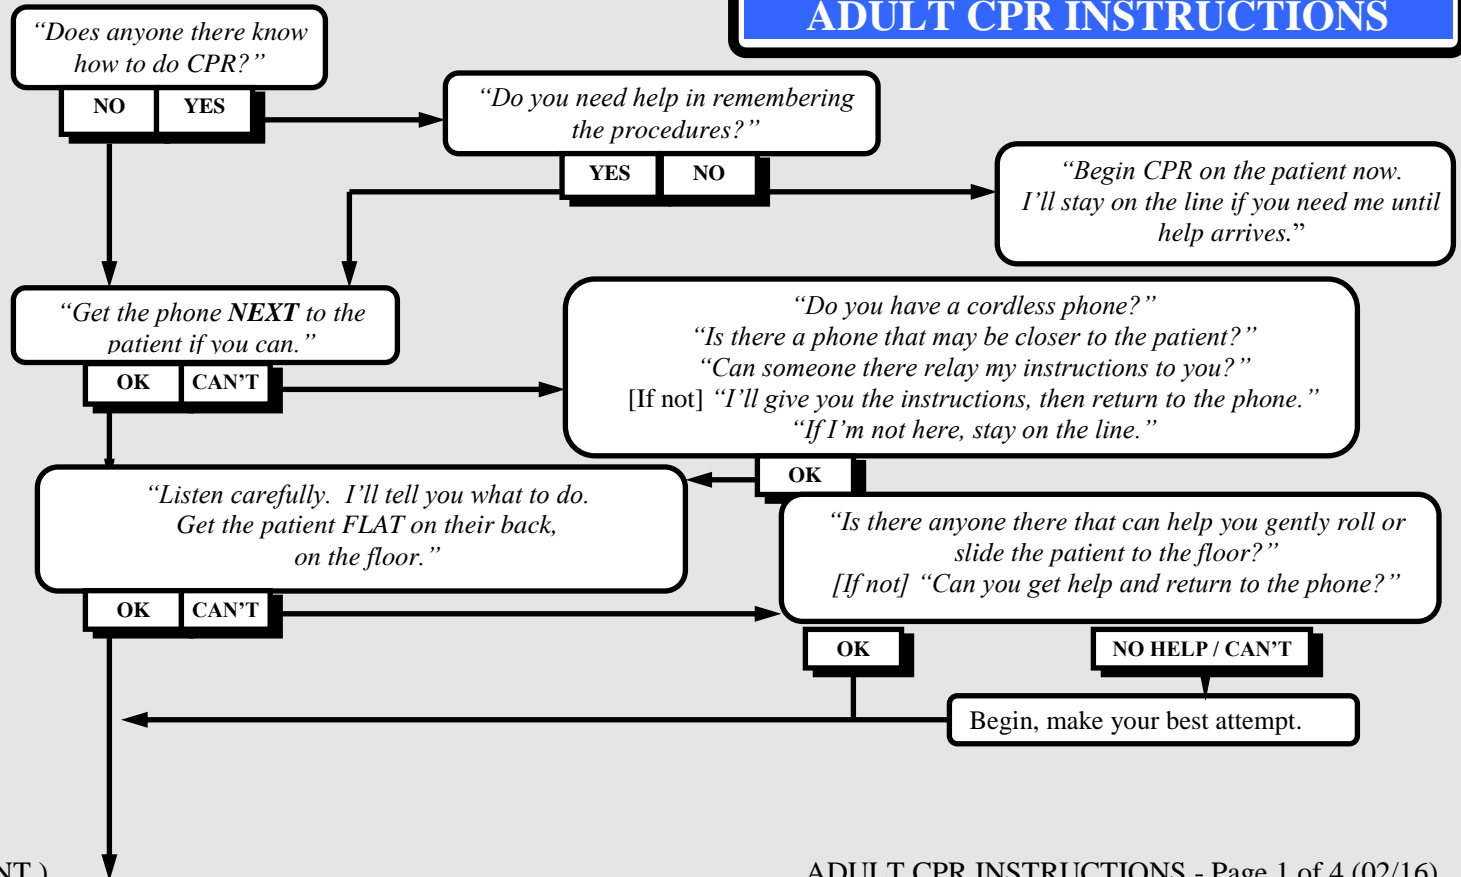 ADULT CPR INSTRUCTIONS
“Does anyone there know
how to do CPR?”
NO YES
“Do you need help in remembering
the procedures?”
YES NO
“Begin CPR on the patient now.
I’ll stay on the line if you need me until
help arrives.”
“Get the phone NEXT to the
patient if you can.”
OK CAN’T
“Do you have a cordless phone?”
“Is there a phone that may be closer to the patient?”
“Can someone there relay my instructions to you?”
[If not] “I’ll give you the instructions, then return to the phone.”
“If I’m not here, stay on the line.”
OK
“Listen carefully. I’ll tell you what to do.
Get the patient FLAT on their back,
on the floor.”
OK CAN’T
“Is there anyone there that can help you gently roll or
slide the patient to the floor?”
[If not] “Can you get help and return to the phone?”
OK
NO HELP / CAN’T
Begin, make your best attempt.
NT.)
ADULT CPR INSTRUCTIONS - Page 1 of 4 (02/16)